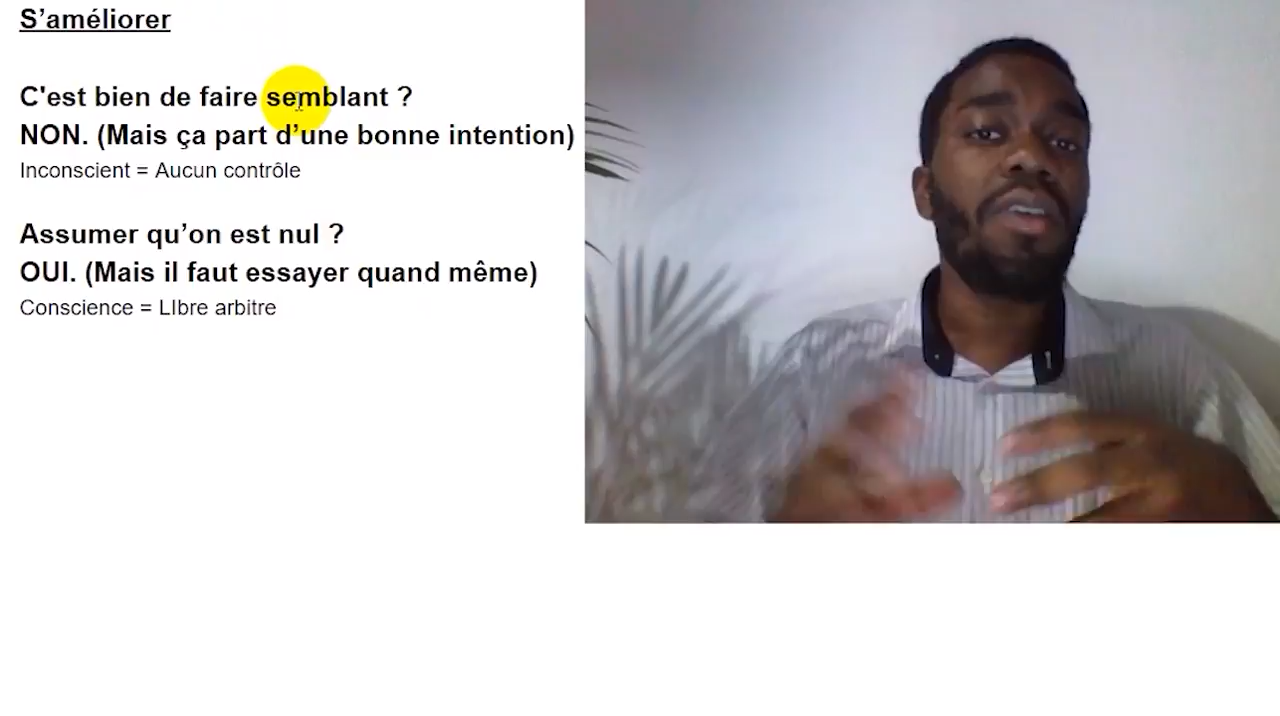 S’améliorer
C'est bien de faire semblant ?
NON. (Mais ça part d’une bonne intention)
Inconscient = Aucun contrôle
Assumer qu’on est nul ?
OUI. (Mais il faut essayer quand même)
Conscience = LIbre arbitre